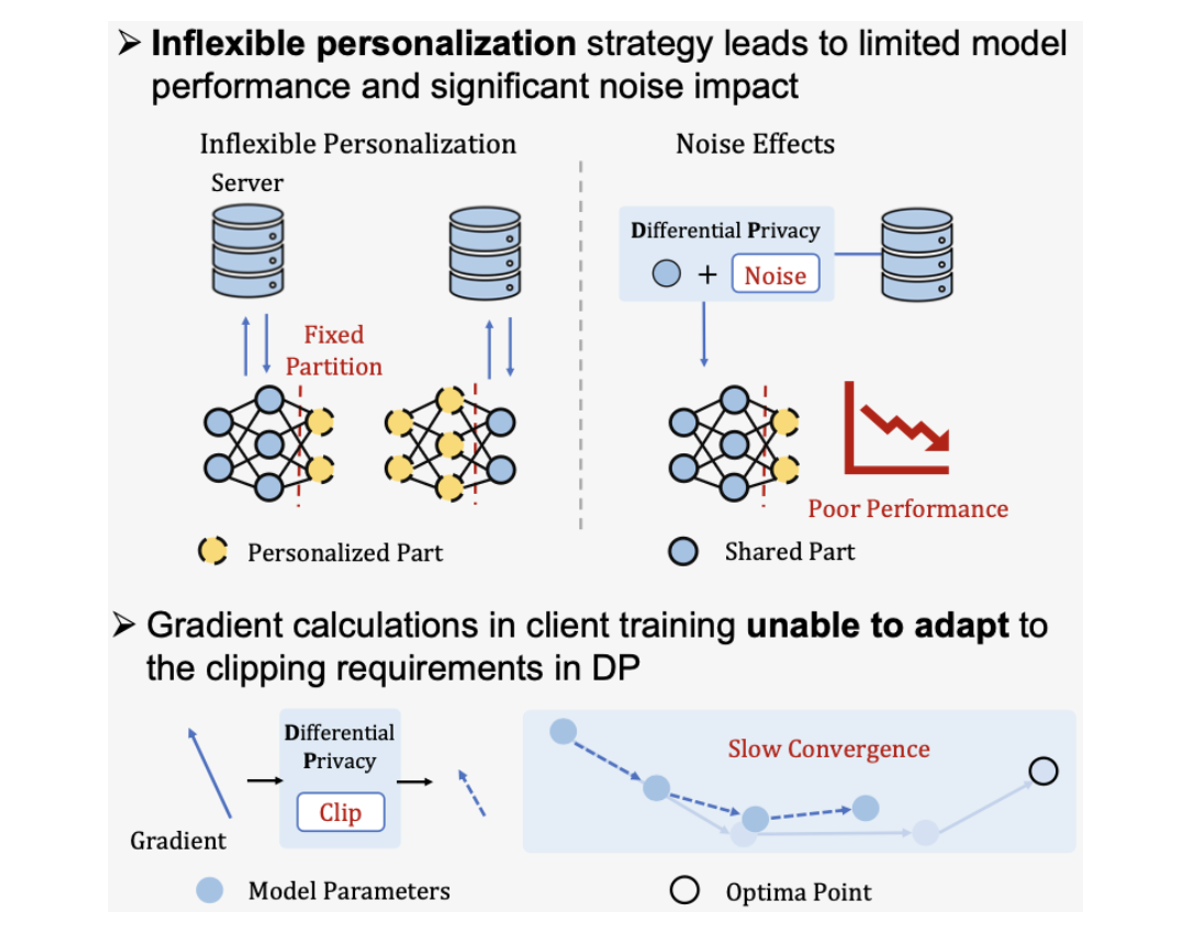 ➢ Inflexible personalization strategy leads to limited model
performance and significant noise impact
Inflexible Personalization
Server
Fixed
Partition
Noise Effects
Differential Privacy
+ Noise
Poor Performance
Personalized Part
Shared Part
➢ Gradient calculations in client training unable to adapt to
the clipping requirements in DP
Gradient
Differential
Privacy
Clip
Slow Convergence
Model Parameters
Optima Point